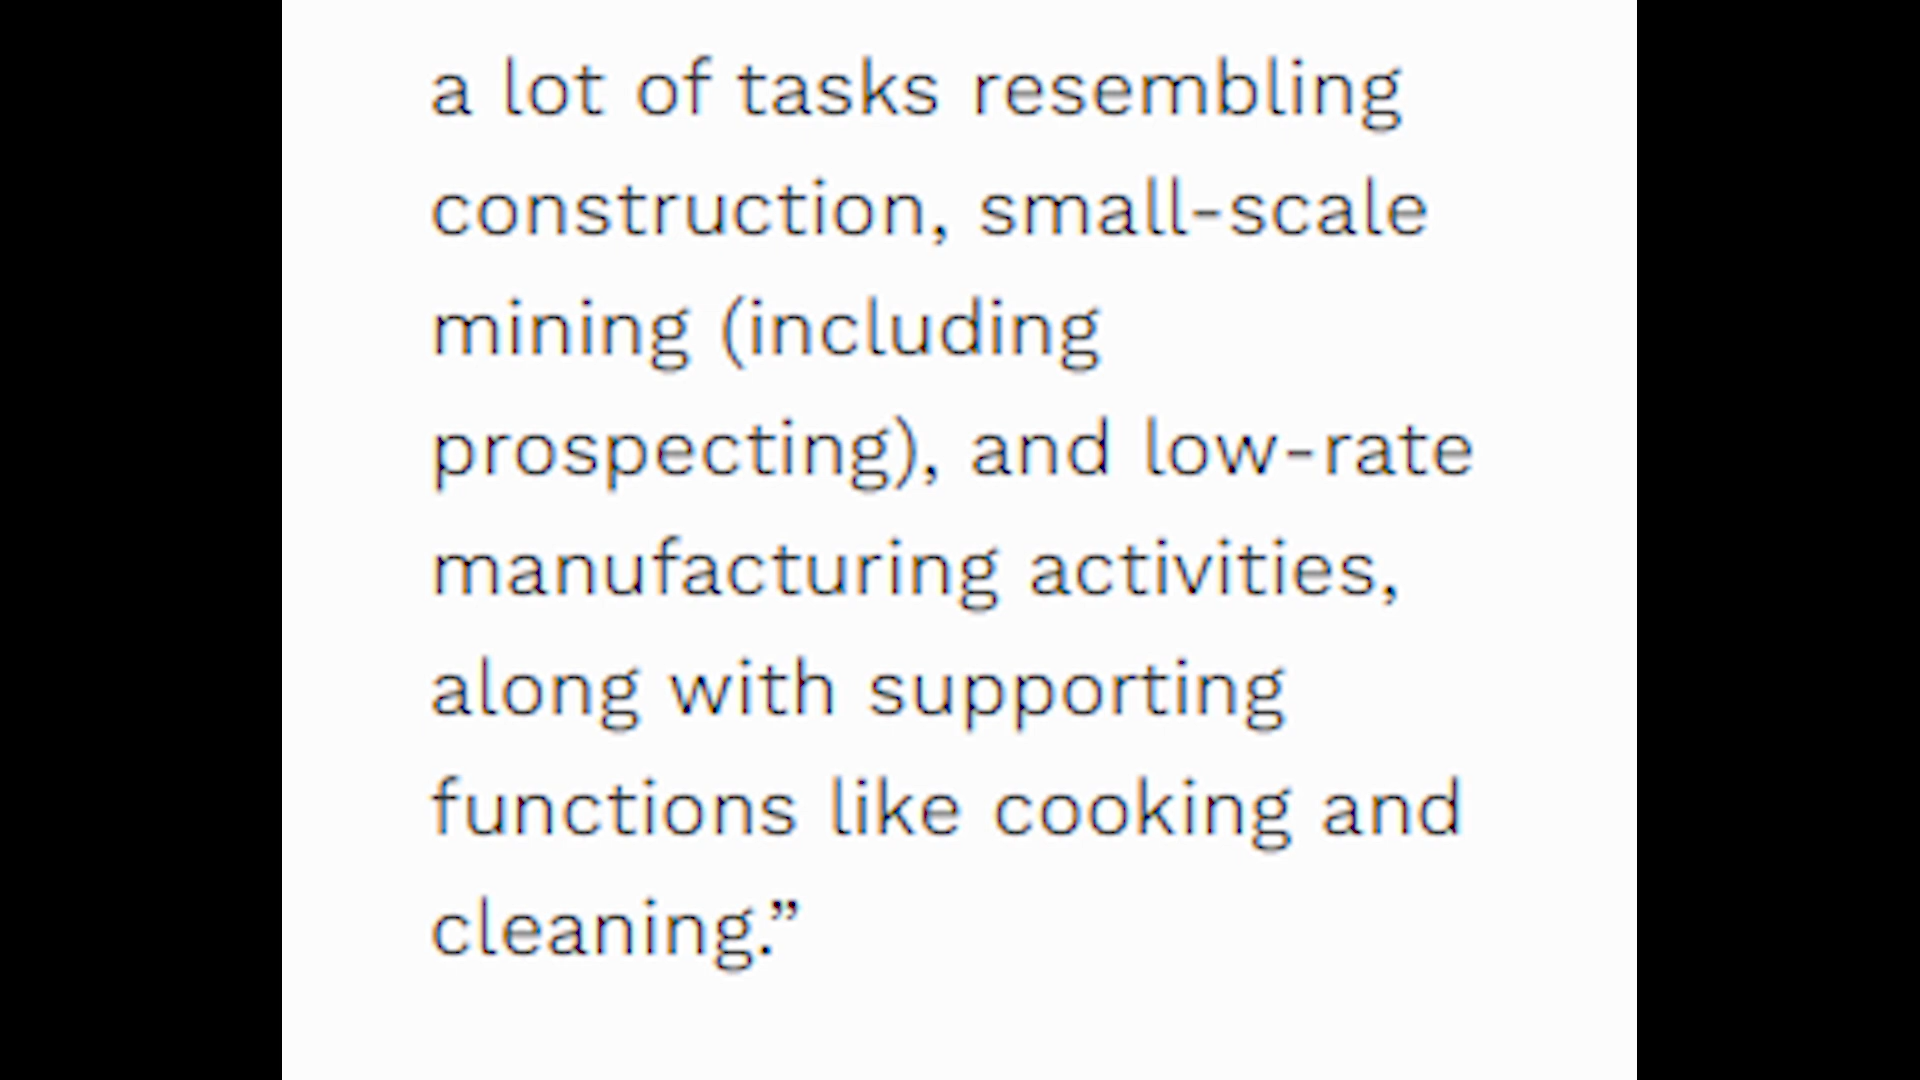 a lot of tasks resembling
construction, small-scale
mining (including
prospecting), and low-rate
manufacturing activities,
along with supporting
functions like cooking and
cleaning.”